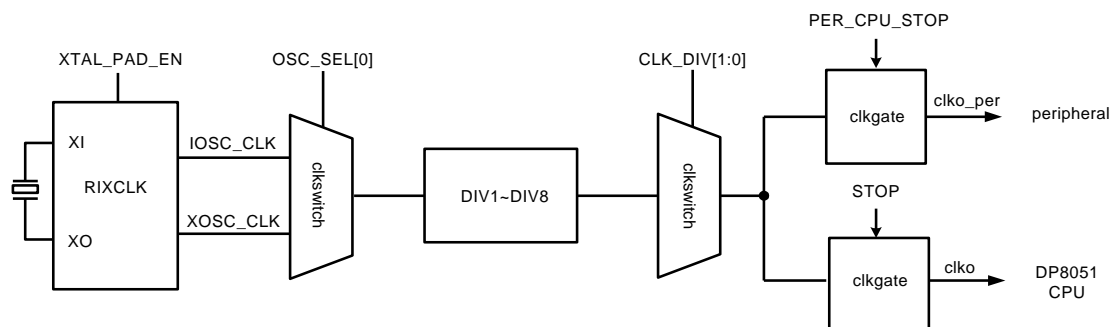 PER_CPU_STOP
XTAL_PAD_EN
OSC_SEL[0]
CLK_DIV[1:0]
clkgate
clko_per
peripheral
XI
IOSC_CLK
RIXCLK
clkswitch
DIV1~DIV8
clkswitch
XOSC_CLK
XO
STOP
clkgate
clko
DP8051
CPU